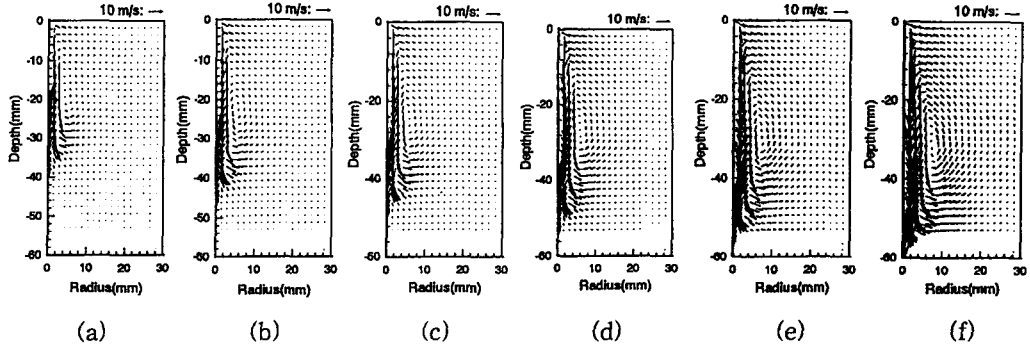 10 m/s: 10 m/s: 10 m/s: 10 m/s: 10 m/s: 10 m/s:
0 0 0 0 0 0
-10 -10
-20 -20 -20 -20 -20 -20
Depth(mm) Depth(mm) Depth(mm) Depth(mm) Depth(mm) Depth(mm)
-30 -30
-40 -40 -40 -40 -40 -40
-50 -50
-60 -60 -60 -60 -60 -60
0 10 20 30 0 10 20 30 0 10 20 30 0 10 20 30 0 10 20 30 0 10 20 30
Radius(mm) Radius(mm) Radius(mm) Radius(mm) Radius(mm) Radius(mm)
(a) (b) (c) (d) (e) (f)